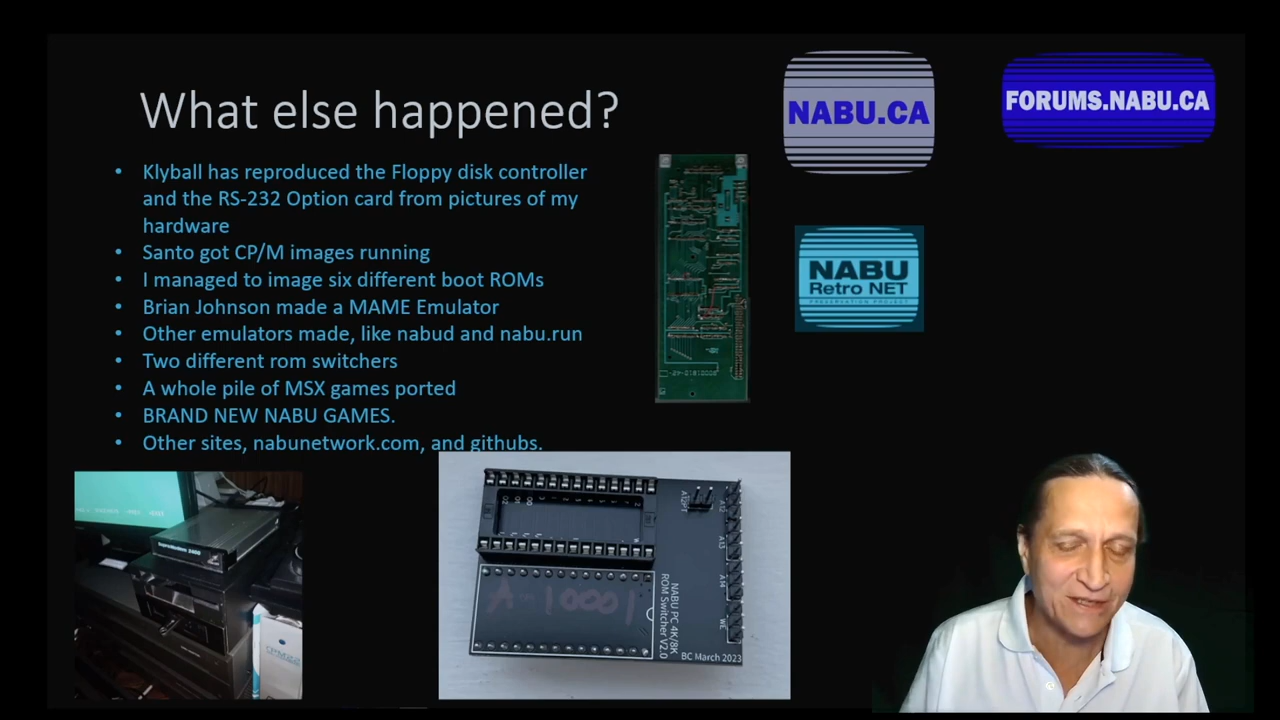 What else happened?
NABU.CA
FORUMS.NABU.CA
• Klyball has reproduced the Floppy disk controller
and the RS-232 Option card from pictures of my
hardware
• Santo got CP/M images running
• I managed to image six different boot ROMs
• Brian Johnson made a MAME Emulator
• Other emulators made, like nabud and nabu.run
• Two different rom switchers
• A whole pile of MSX games ported
• BRAND NEW NABU GAMES.
• Other sites, nabunetwork.com, and githubs.
NABU
Retro NET
PRESERVATION PROJECT
A12
A13
A14
WE
NABU PC 4K/8K
ROM Switcher V2.0
BC March 2023